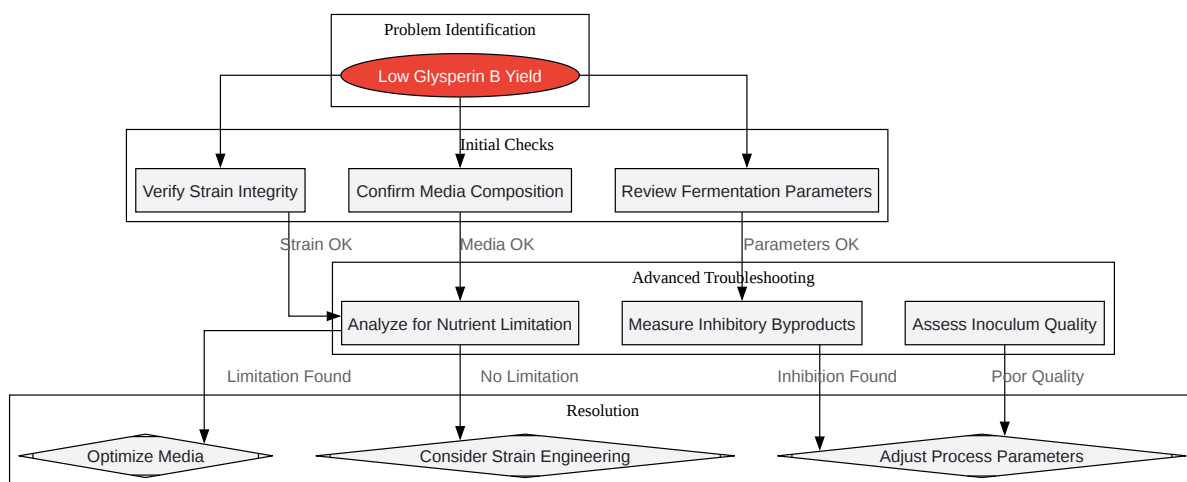 Problem Identification
Low Glysperin B Yield
Initial Checks
Verify Strain Integrity
Confirm Media Composition
Review Fermentation Parameters
Strain OK
Media OK
Parameters OK
Advanced Troubleshooting
Analyze for Nutrient Limitation
Measure Inhibitory Byproducts
Assess Inoculum Quality
Limitation Found
No Limitation
Inhibition Found
Poor Quality
Resolution
Optimize Media
Consider Strain Engineering
Adjust Process Parameters